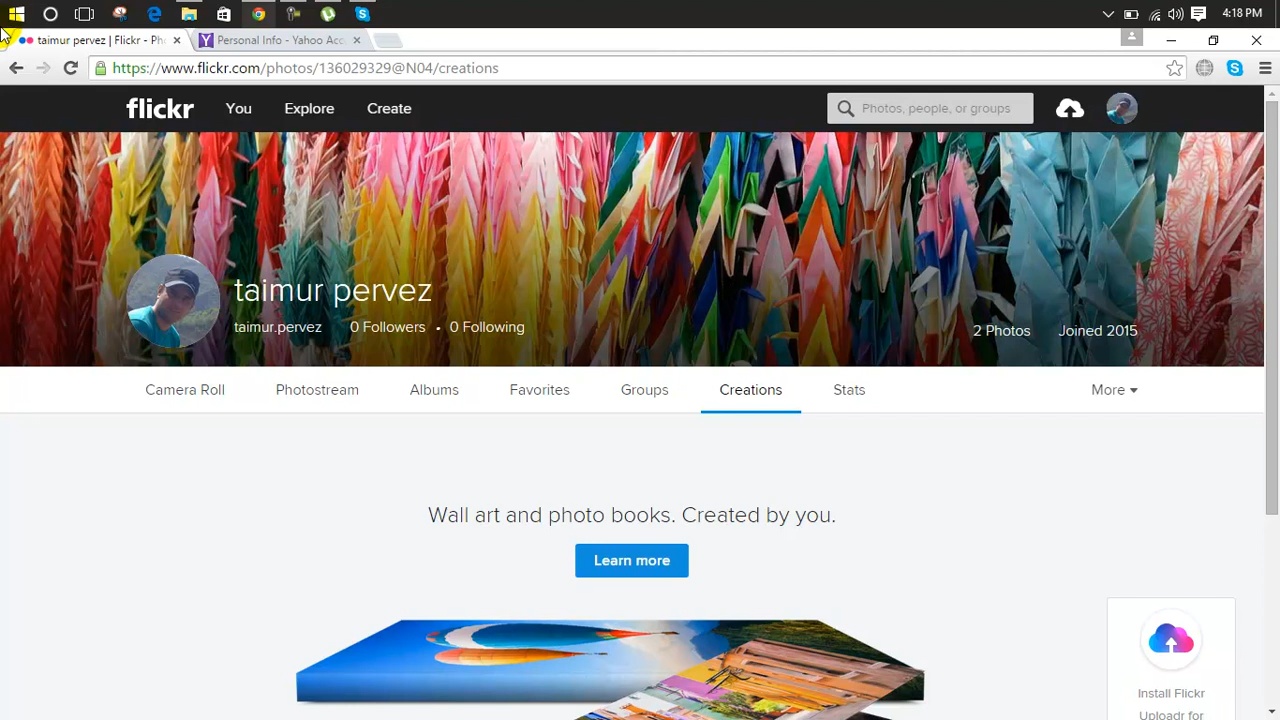 4:18 PM
taimur pervez | Flickr - Pho
Personal Info - Yahoo Acc
https://www.flickr.com/photos/136029329@N04/creations
flickr You Explore Create Photos, people, or groups
taimur pervez
taimur.pervez 0 Followers • 0 Following 2 Photos Joined 2015
Camera Roll Photostream Albums Favorites Groups Creations Stats More
Wall art and photo books. Created by you.
Learn more
Install Flickr
Uploadr for